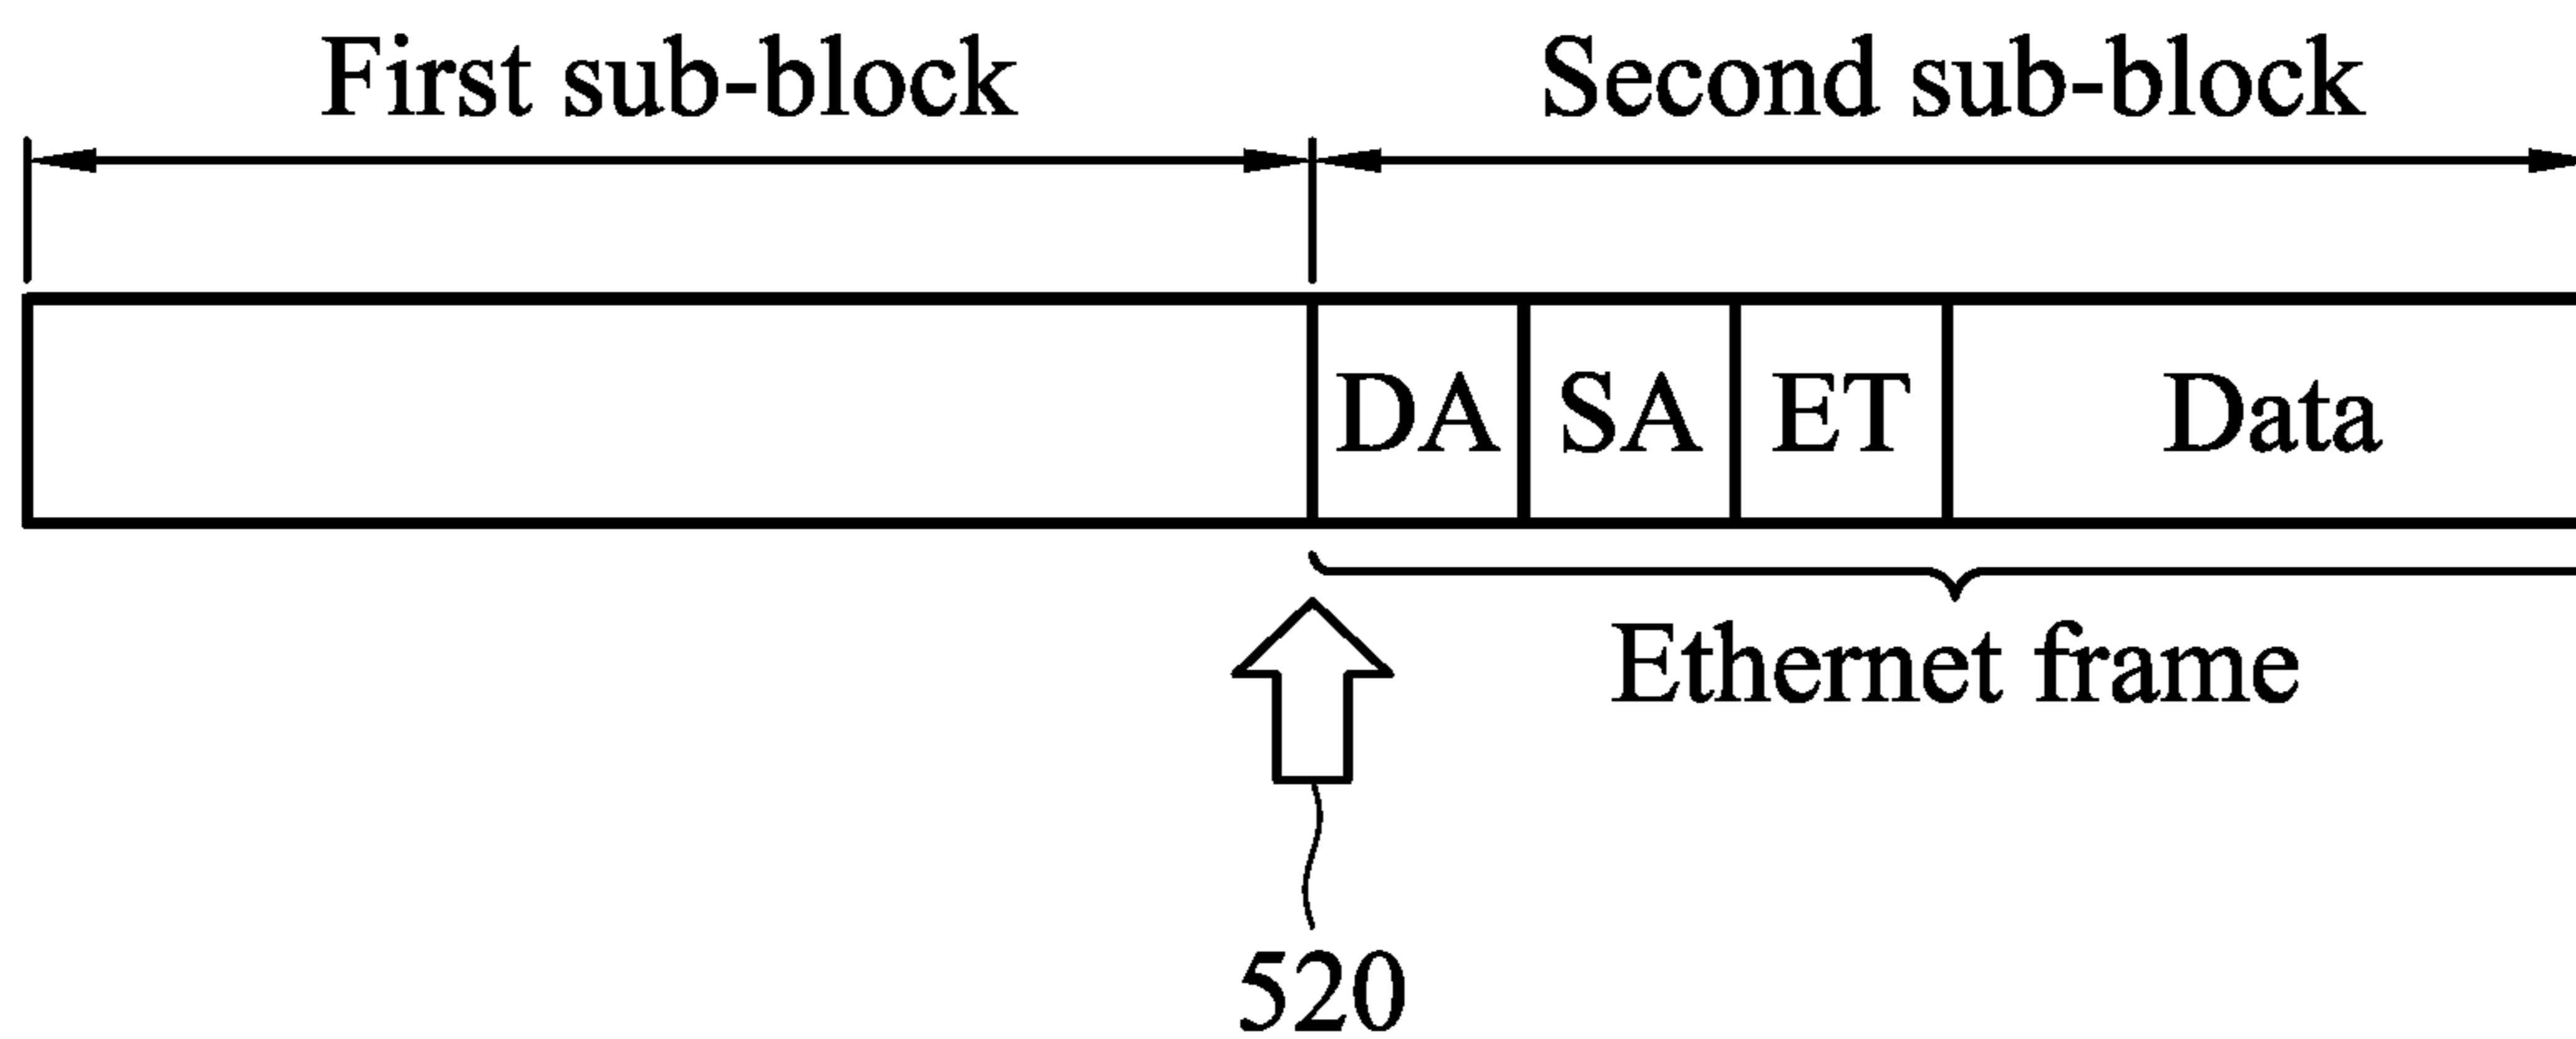 First sub-block Second sub-block
DA SA ET Data
Ethernet frame
520